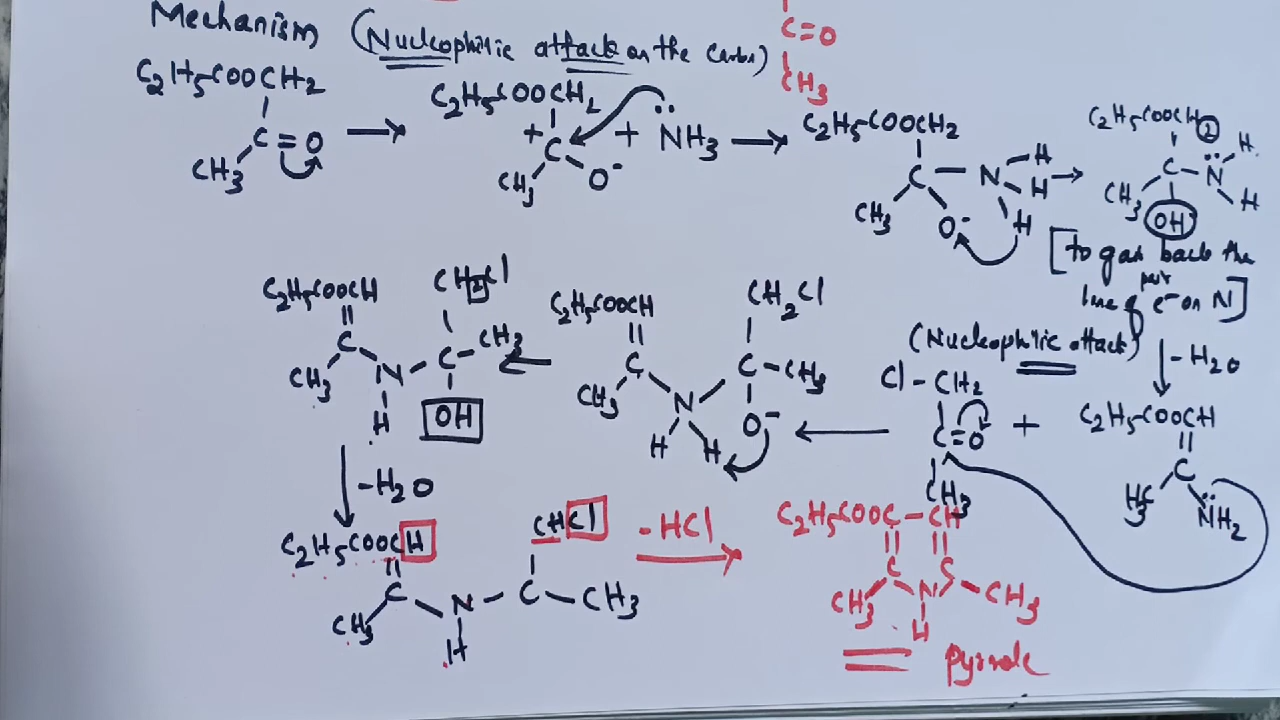 Mechanism (Nucleophilic attack on the carbon)
C=O
CH3
C2H5COOCH2
C=O
CH3
C2H5COOCH2
+C
CH3 O-
+ NH3
C2H5COOCH2
C - N H
H
H
CH3 O-
C2H5COOCH2
C - N H
H
CH3
OH
[to gain back the
lone pair of e- on N]
-H2O
C2H5COOCH
C
H3C NH2
+
(Nucleophilic attack)
Cl-CH2
C=O
CH3
C2H5COOCH CH2Cl
C N C-CH3
CH3 H H O-
C2H5COOCH CH2Cl
C N - C CH3
CH3 H OH
-H2O
C2H5COOCH CHCl
C - N - C - CH3
CH3 H
-HCl
C2H5COOC-CH
C C
CH3 N CH3
H
pyrrole